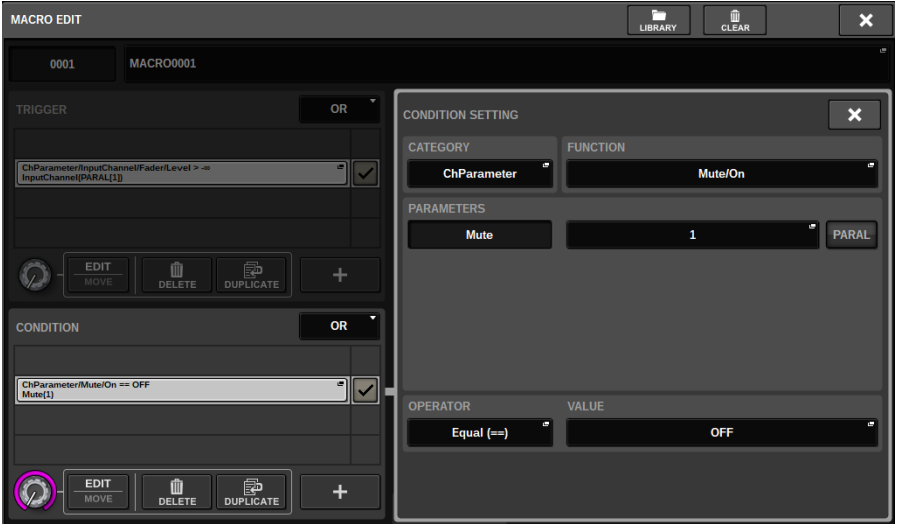 MACRO EDIT
LIBRARY
CLEAR
0001
MACRO0001
TRIGGER
OR
ChParameter/InputChannel/Fader/Level > -∞
InputChannel(PARAL[1])
EDIT
MOVE
DELETE
DUPLICATE
+
CONDITION
OR
ChParameter/Mute/On == OFF
Mute(1)
EDIT
MOVE
DELETE
DUPLICATE
+
CONDITION SETTING
CATEGORY
FUNCTION
ChParameter
Mute/On
PARAMETERS
Mute
1
PARAL
OPERATOR
VALUE
Equal (==)
OFF